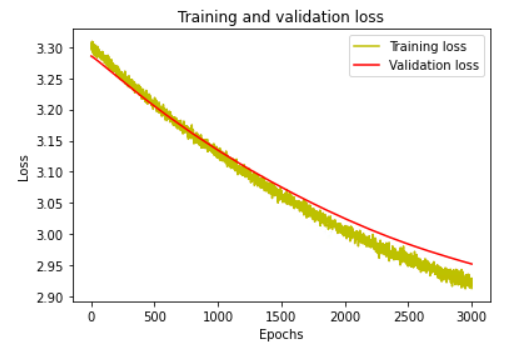 Training and validation loss
Training loss
Validation loss
Loss
3.30
3.25
3.20
3.15
3.10
3.05
3.00
2.95
2.90
0 500 1000 1500 2000 2500 3000
Epochs